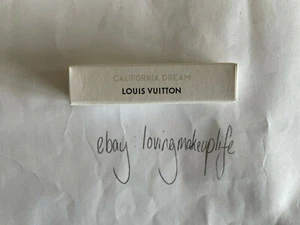 CALIFORNIA DREAM
LOUIS VUITTON
ebay lovingmakeuplife